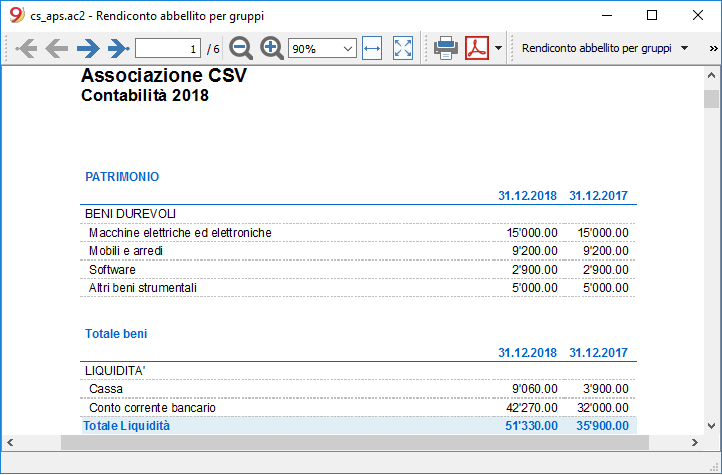 cs_aps.ac2 - Rendiconto abbellito per gruppi
1 / 6 90% Rendiconto abbellito per gruppi »
Associazione CSV
Contabilità 2018
PATRIMONIO
31.12.2018 31.12.2017
BENI DUREVOLI
Macchine elettriche ed elettroniche 15'000.00 15'000.00
Mobili e arredi 9'200.00 9'200.00
Software 2'900.00 2'900.00
Altri beni strumentali 5'000.00 5'000.00
Totale beni
31.12.2018 31.12.2017
LIQUIDITA'
Cassa 9'060.00 3'900.00
Conto corrente bancario 42'270.00 32'000.00
Totale Liquidità 51'330.00 35'900.00